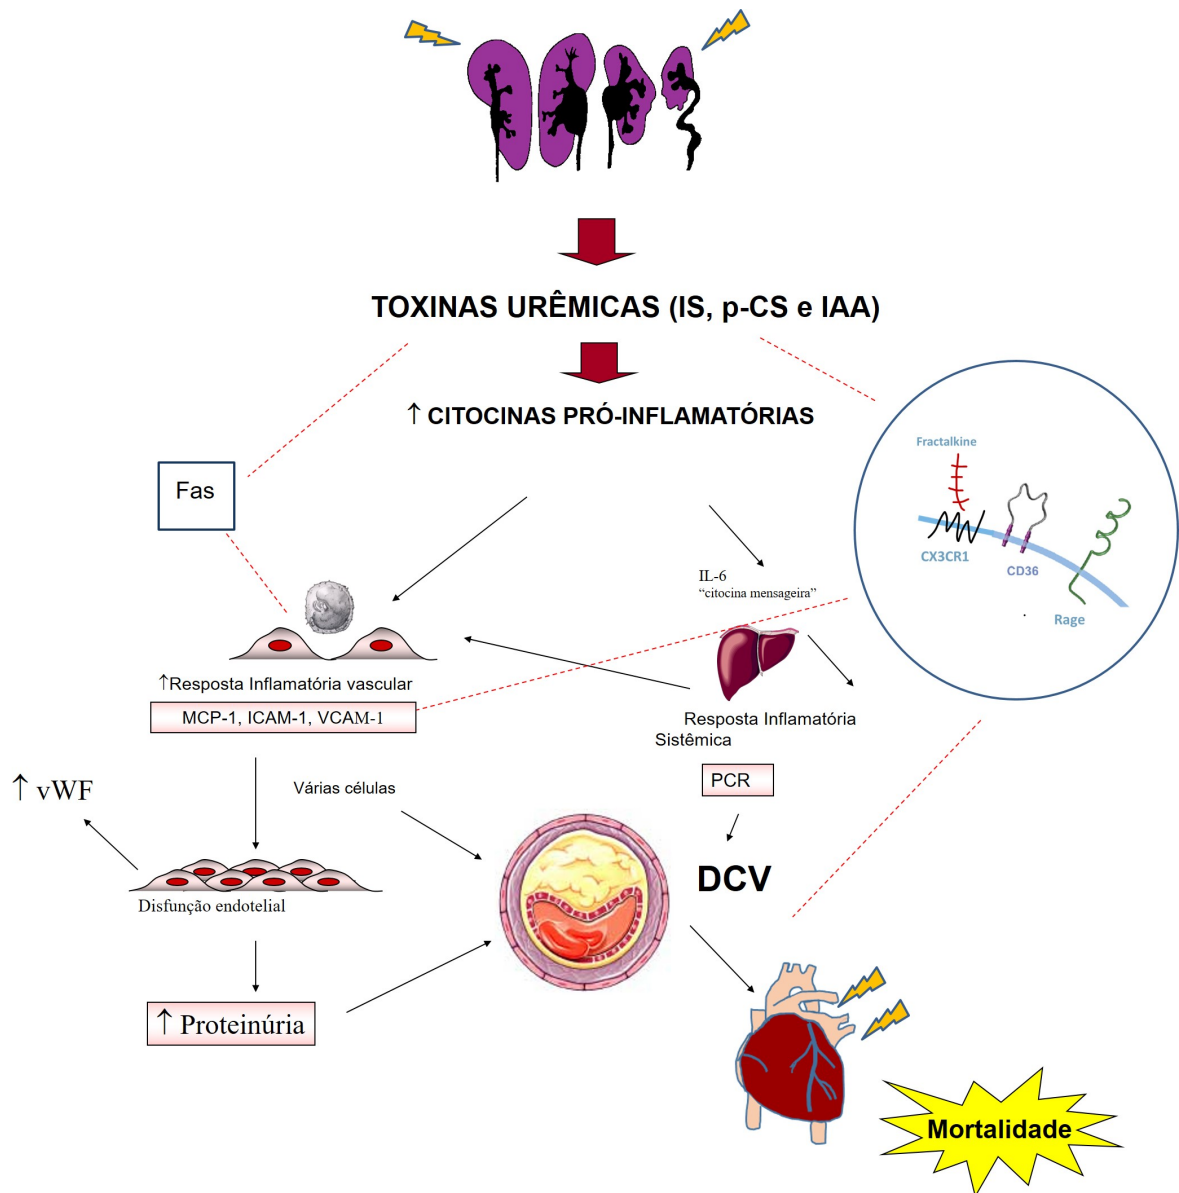 TOXINAS URÊMICAS (IS, p-CS e IAA)
↑ CITOCINAS PRÓ-INFLAMATÓRIAS
Fractalkine
Fas
CX3CR1
CD36
Rage
IL-6
“citocina mensageira”
↑Resposta Inflamatória vascular
MCP-1, ICAM-1, VCAM-1
Resposta Inflamatória
Sistêmica
PCR
↑ vWF
Várias células
DCV
Disfunção endotelial
↑ Proteinúria
Mortalidade